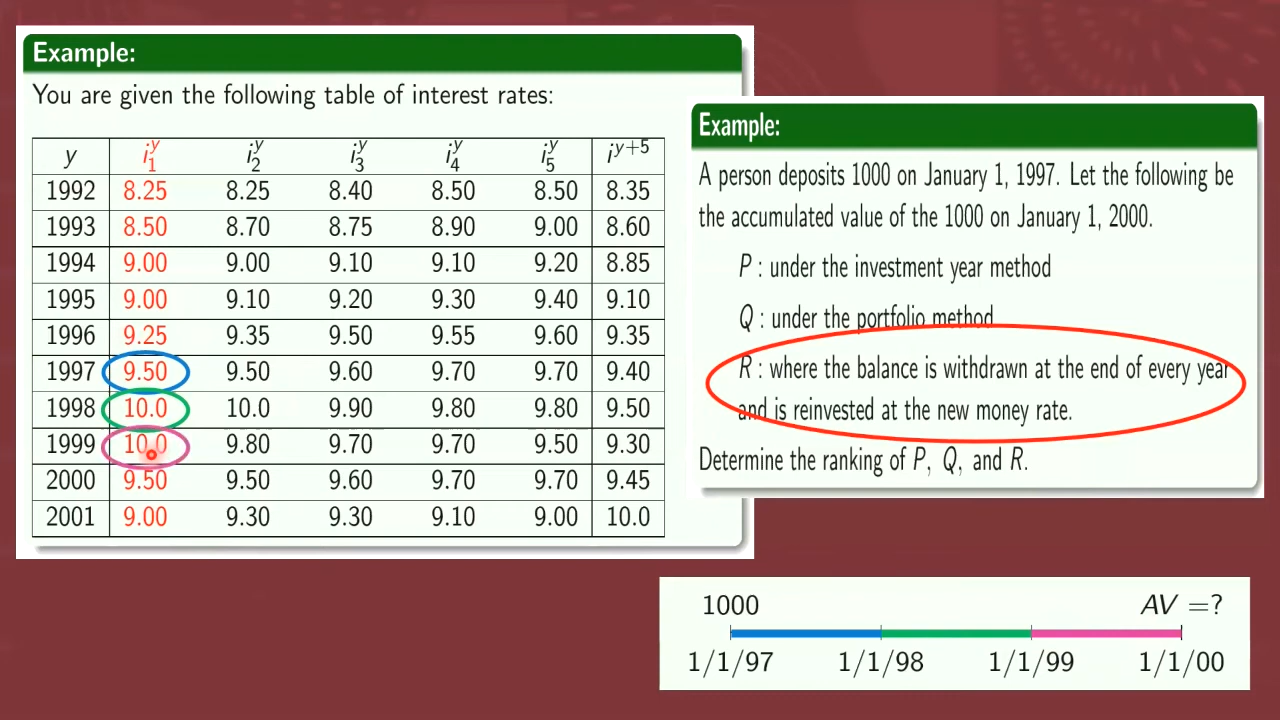 Example:
You are given the following table of interest rates:
y i₁ʸ i₂ʸ i₃ʸ i₄ʸ i₅ʸ iʸ⁺⁵
1992 8.25 8.25 8.40 8.50 8.50 8.35
1993 8.50 8.70 8.75 8.90 9.00 8.60
1994 9.00 9.00 9.10 9.10 9.20 8.85
1995 9.00 9.10 9.20 9.30 9.40 9.10
1996 9.25 9.35 9.50 9.55 9.60 9.35
1997 9.50 9.50 9.60 9.70 9.70 9.40
1998 10.0 10.0 9.90 9.80 9.80 9.50
1999 10.0 9.80 9.70 9.70 9.50 9.30
2000 9.50 9.50 9.60 9.70 9.70 9.45
2001 9.00 9.30 9.30 9.10 9.00 10.0
Example:
A person deposits 1000 on January 1, 1997. Let the following be
the accumulated value of the 1000 on January 1, 2000.
P : under the investment year method
Q : under the portfolio method
R : where the balance is withdrawn at the end of every year
and is reinvested at the new money rate.
Determine the ranking of P, Q, and R.
1000 AV =?
1/1/97 1/1/98 1/1/99 1/1/00